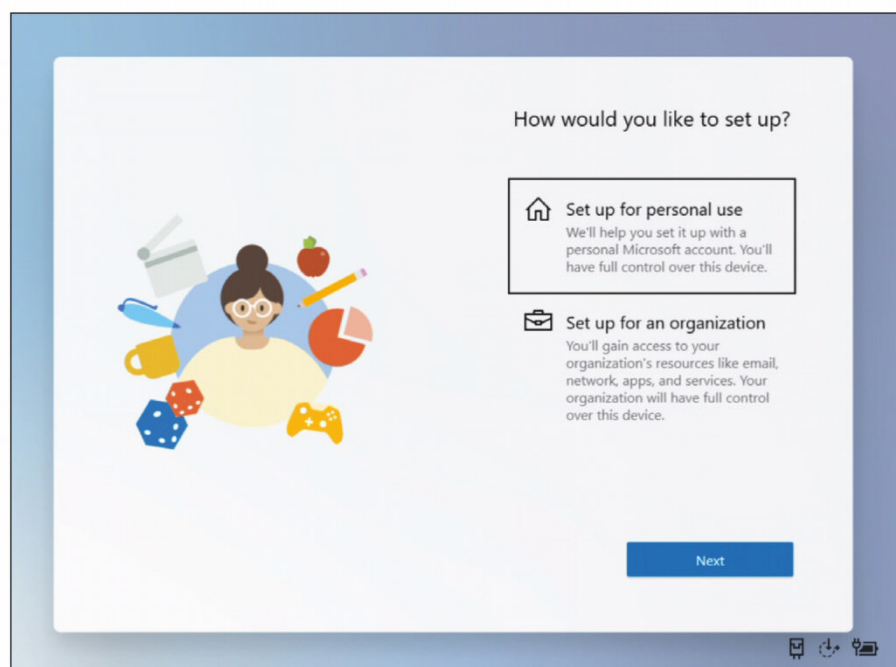 How would you like to set up?
Set up for personal use
We'll help you set it up with a
personal Microsoft account. You'll
have full control over this device.
Set up for an organization
You'll gain access to your
organization's resources like email,
network, apps, and services. Your
organization will have full control
over this device.
Next